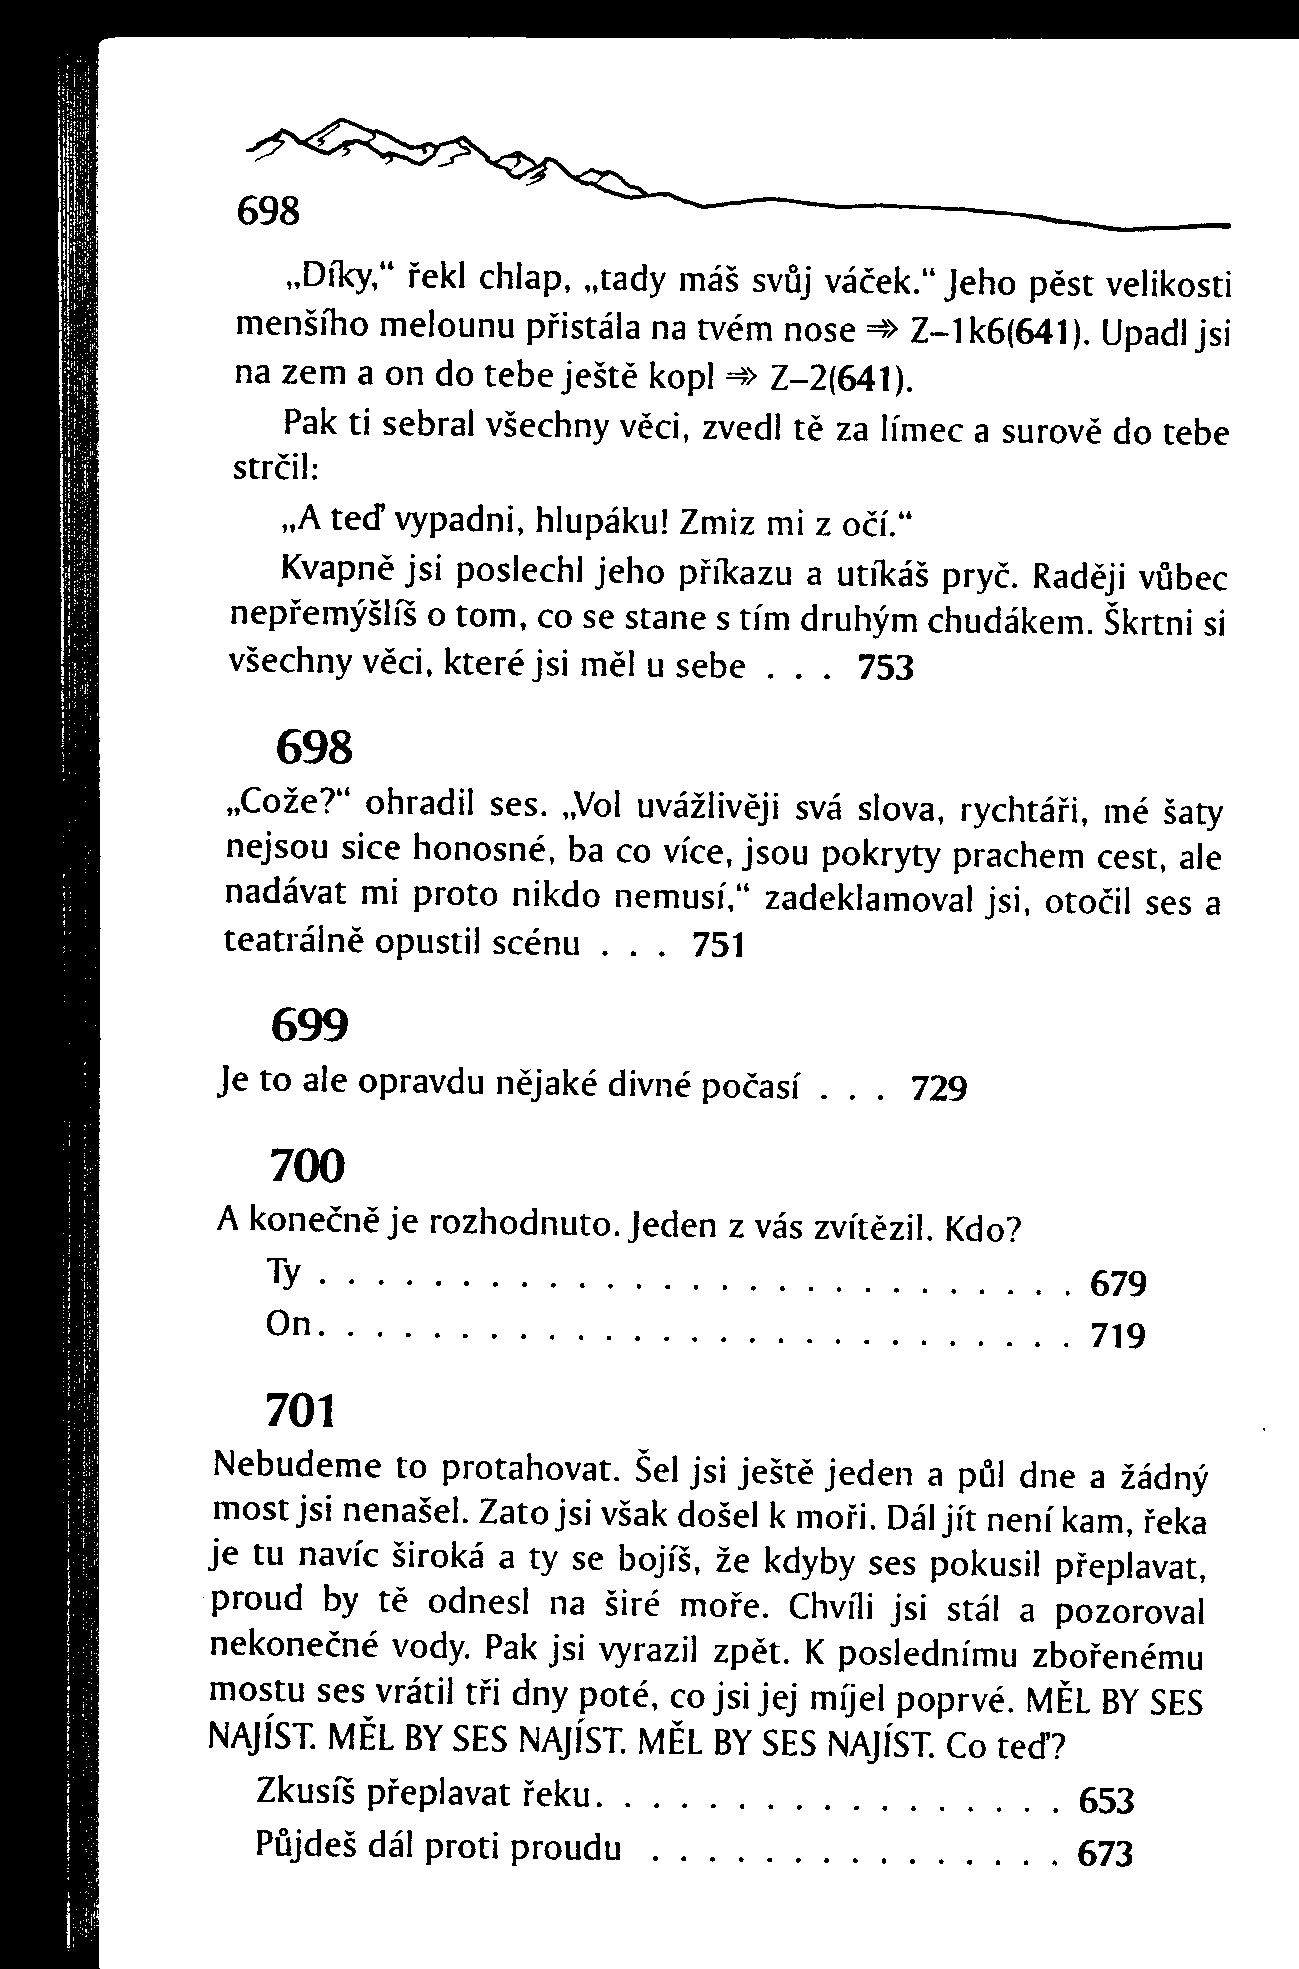 698
„Díky,“ řekl chlap, „tady máš svůj váček.“ Jeho pěst velikosti
menšího melounu přistála na tvém nose ⇒ Z–1k6(641). Upadl jsi
na zem a on do tebe ještě kopl ⇒ Z–2(641).
Pak ti sebral všechny věci, zvedl tě za límec a surově do tebe
strčil:
„A teď vypadni, hlupáku! Zmiz mi z očí.“
Kvapně jsi poslechl jeho příkazu a utíkáš pryč. Raději vůbec
nepřemýšlíš o tom, co se stane s tím druhým chudákem. Škrtni si
všechny věci, které jsi měl u sebe . . . 753
698
„Cože?“ ohradil ses. „Vol uvážlivěji svá slova, rychtáři, mé šaty
nejsou sice honosné, ba co více, jsou pokryty prachem cest, ale
nadávat mi proto nikdo nemusí,“ zadeklamoval jsi, otočil ses a
teatrálně opustil scénu . . . 751
699
Je to ale opravdu nějaké divné počasí . . . 729
700
A konečně je rozhodnuto. Jeden z vás zvítězil. Kdo?
Ty . . . . . . . . . . . . . . . . . . . . . . . . . . . 679
On. . . . . . . . . . . . . . . . . . . . . . . . . . . 719
701
Nebudeme to protahovat. Šel jsi ještě jeden a půl dne a žádný
most jsi nenašel. Zato jsi však došel k moři. Dál jít není kam, řeka
je tu navíc široká a ty se bojíš, že kdyby ses pokusil přeplavat,
proud by tě odnesl na širé moře. Chvíli jsi stál a pozoroval
nekonečné vody. Pak jsi vyrazil zpět. K poslednímu zbořenému
mostu ses vrátil tři dny poté, co jsi jej míjel poprvé. MĚL BY SES
NAJÍST. MĚL BY SES NAJÍST. MĚL BY SES NAJÍST. Co teď?
Zkusíš přeplavat řeku. . . . . . . . . . . . . . . . . 653
Půjdeš dál proti proudu . . . . . . . . . . . . . . . 673